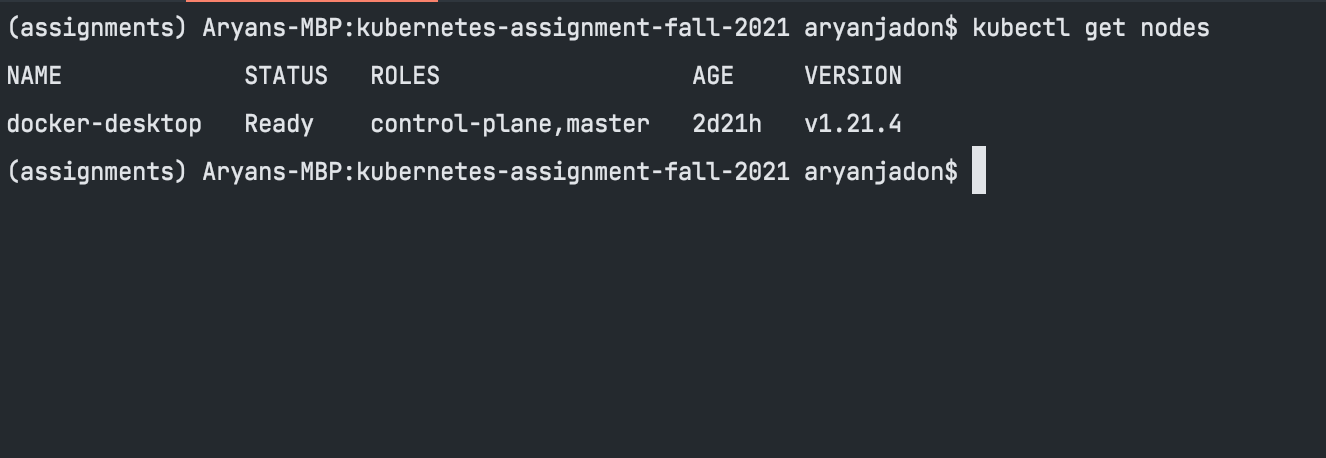 (assignments) Aryans-MBP:kubernetes-assignment-fall-2021 aryanjadon$ kubectl get nodes
NAME             STATUS   ROLES                  AGE     VERSION
docker-desktop   Ready    control-plane,master   2d21h   v1.21.4
(assignments) Aryans-MBP:kubernetes-assignment-fall-2021 aryanjadon$